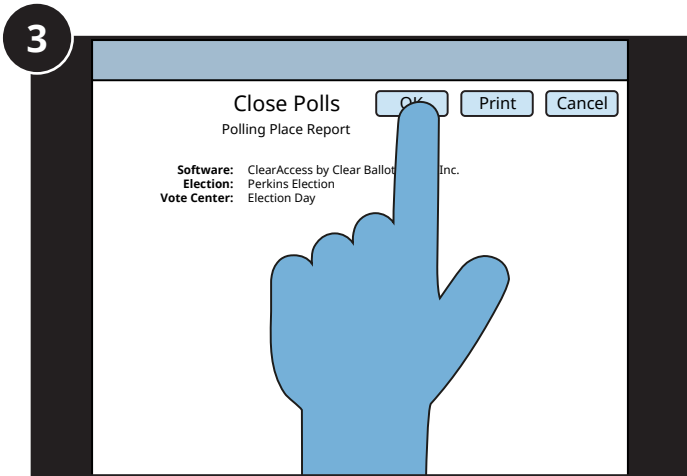 3
Close Polls
OK
Print
Cancel
Polling Place Report
Software: ClearAccess by Clear Ballot Inc.
Election: Perkins Election
Vote Center: Election Day